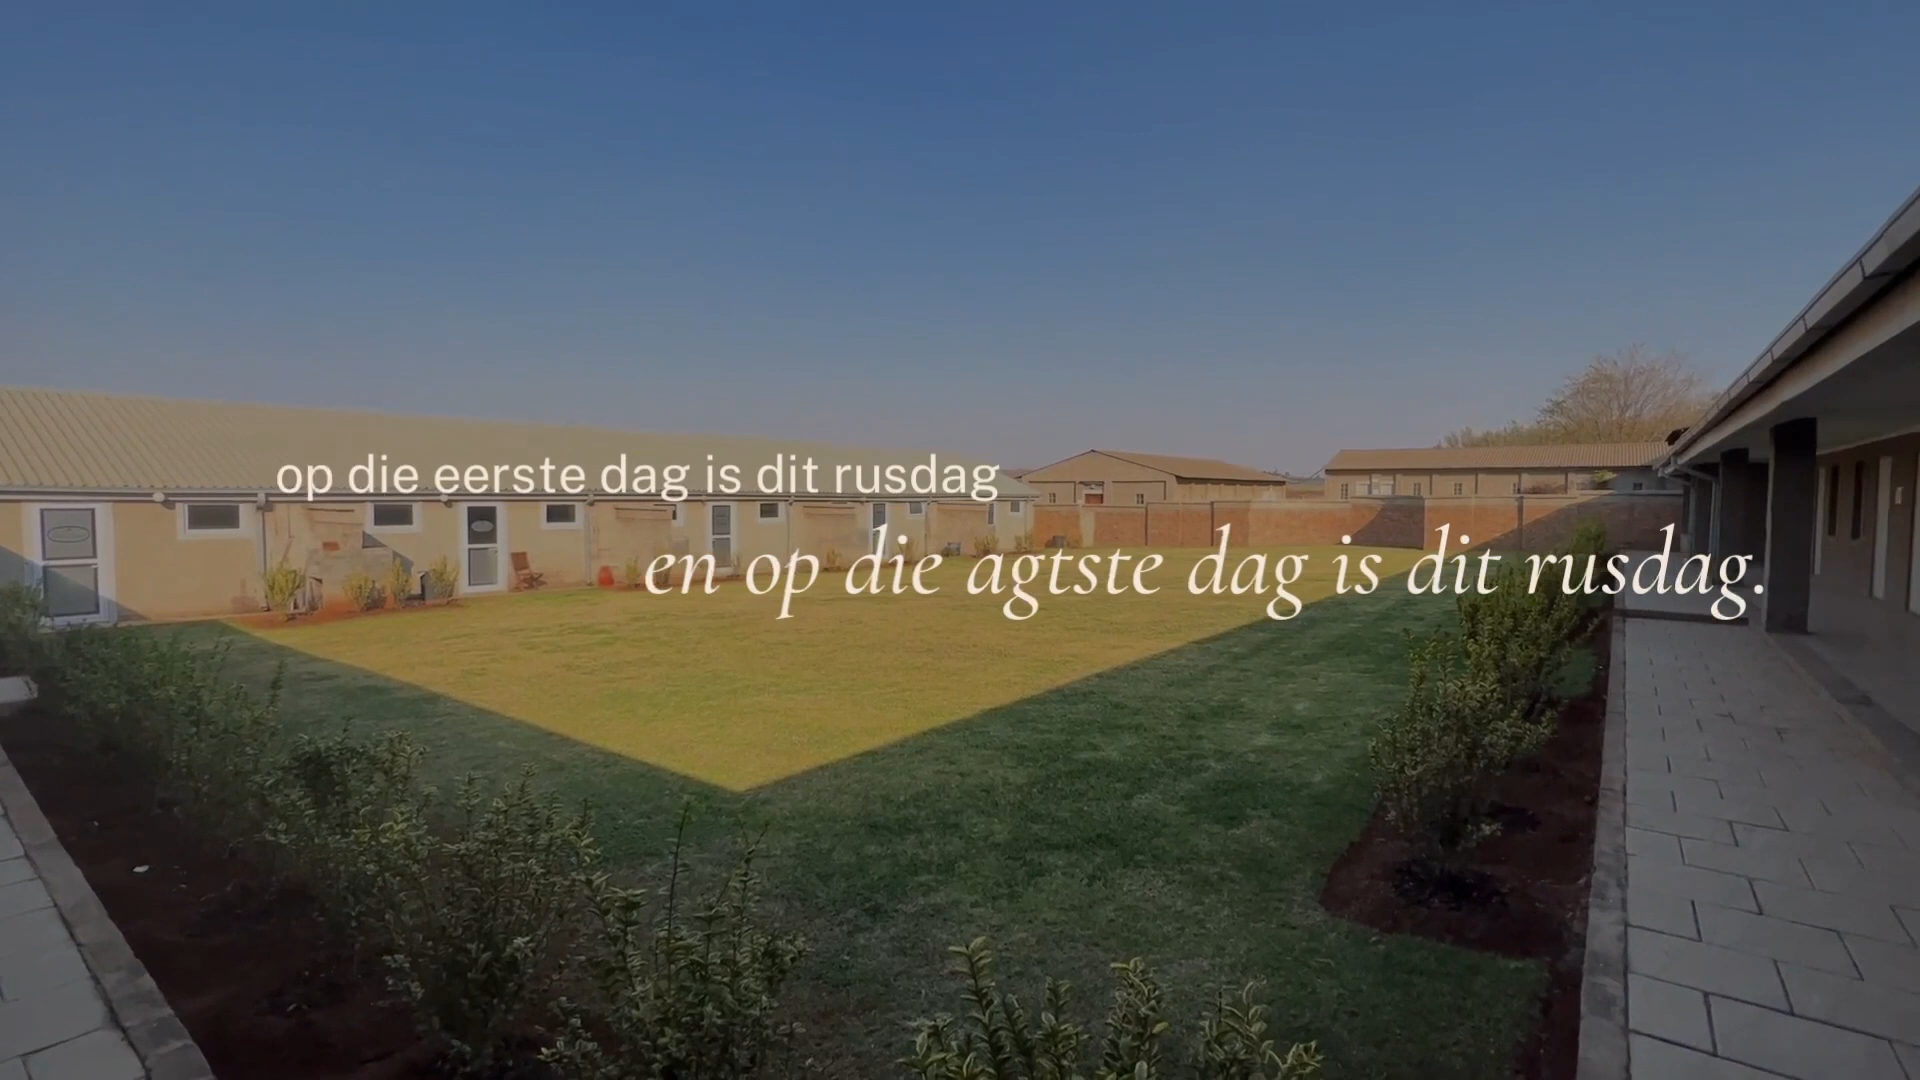 op die eerste dag is dit rusdag
en op die agtste dag is dit rusdag.